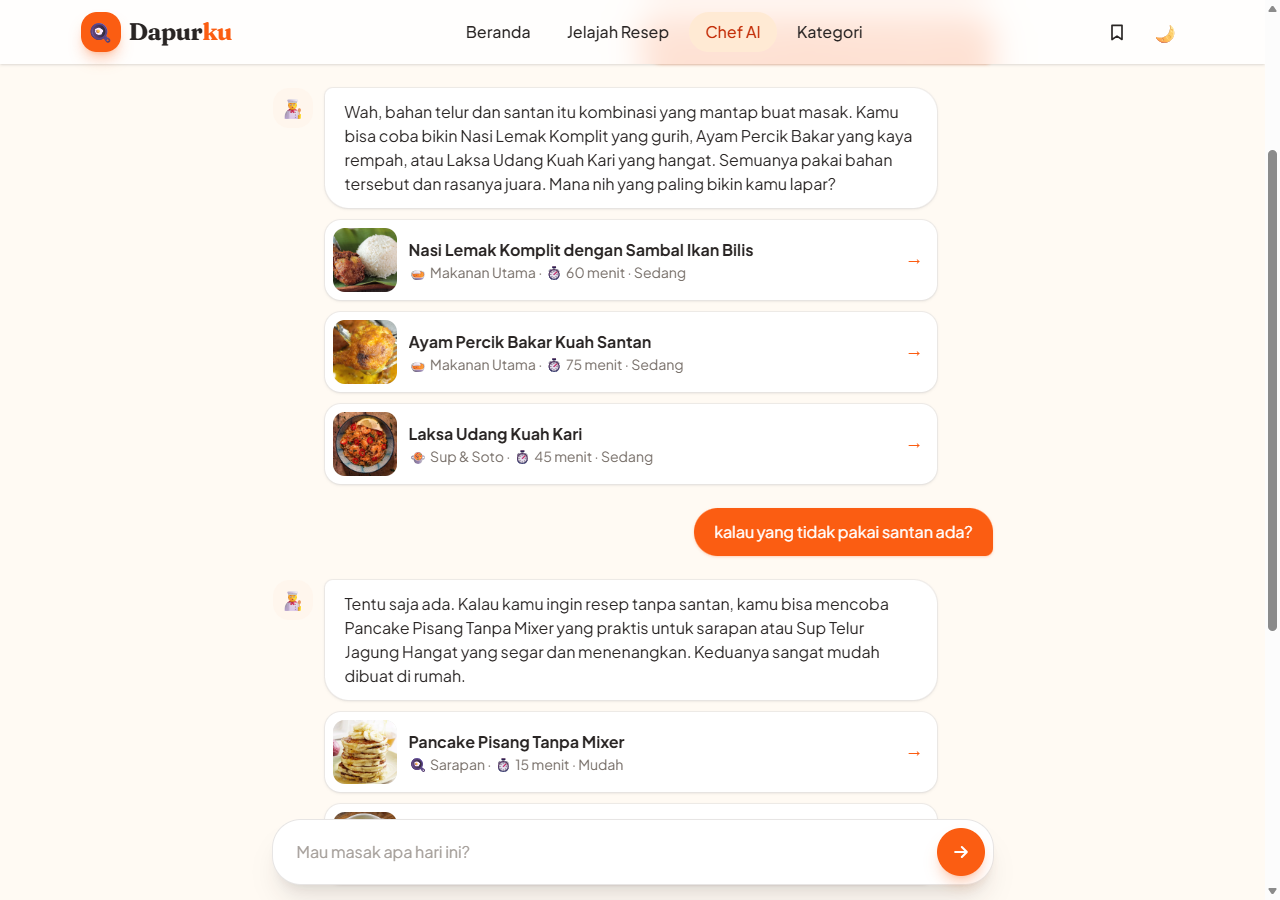 Dapurku
Beranda
Jelajah Resep
Chef AI
Kategori
Wah, bahan telur dan santan itu kombinasi yang mantap buat masak. Kamu
bisa coba bikin Nasi Lemak Komplit yang gurih, Ayam Percik Bakar yang kaya
rempah, atau Laksa Udang Kuah Kari yang hangat. Semuanya pakai bahan
tersebut dan rasanya juara. Mana nih yang paling bikin kamu lapar?
Nasi Lemak Komplit dengan Sambal Ikan Bilis
Makanan Utama · 60 menit · Sedang
→
Ayam Percik Bakar Kuah Santan
Makanan Utama · 75 menit · Sedang
→
Laksa Udang Kuah Kari
Sup & Soto · 45 menit · Sedang
→
kalau yang tidak pakai santan ada?
Tentu saja ada. Kalau kamu ingin resep tanpa santan, kamu bisa mencoba
Pancake Pisang Tanpa Mixer yang praktis untuk sarapan atau Sup Telur
Jagung Hangat yang segar dan menenangkan. Keduanya sangat mudah
dibuat di rumah.
Pancake Pisang Tanpa Mixer
Sarapan · 15 menit · Mudah
→
Mau masak apa hari ini?